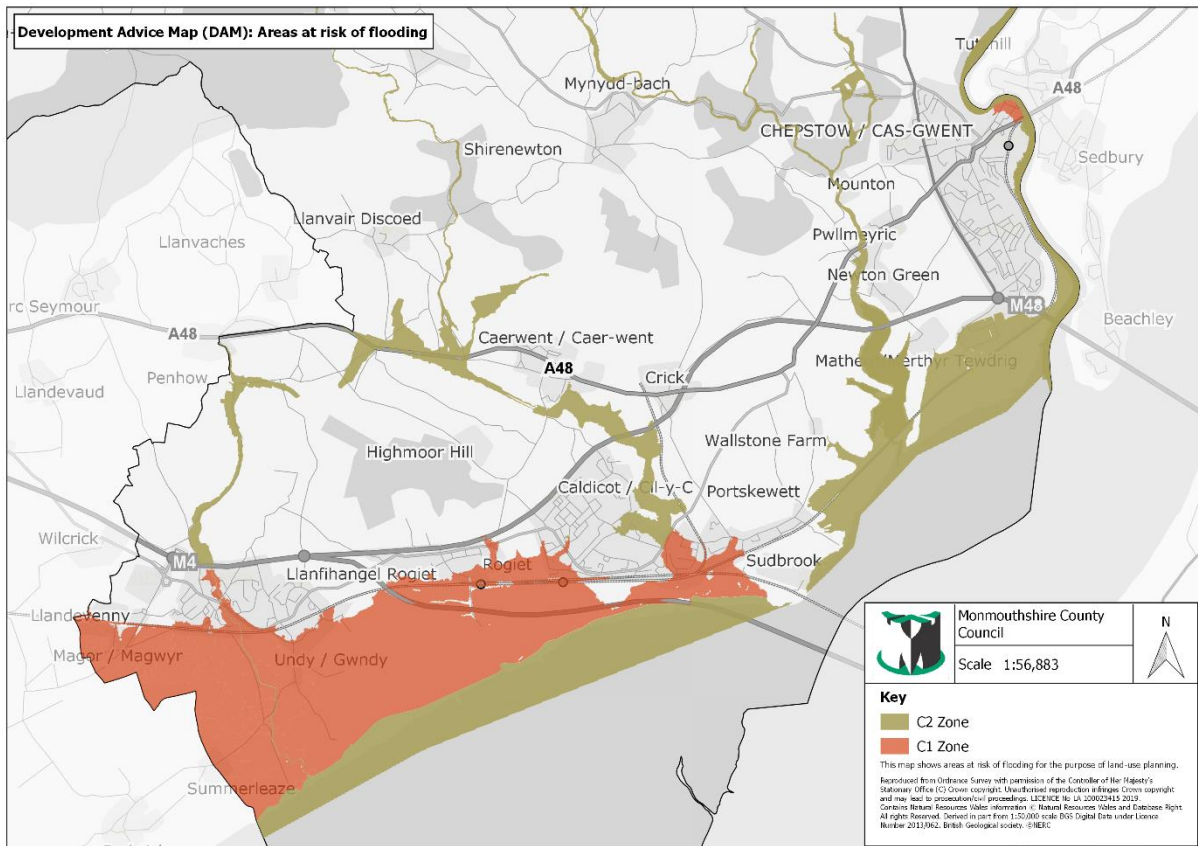 Development Advice Map (DAM): Areas at risk of flooding
A48
Mynydd-bach
CHEPSTOW / CAS-GWENT
Sedbury
Shirenewton
Mounton
Llanvair Discoed
Llanvaches
Pwllmeyric
Newton Green
rc Seymour
M48
A48
Beachley
Caerwent / Caer-went
Penhow
A48
Crick
Llandevaud
Wallstone Farm
Highmoor Hill
Caldicot / Cil-y-C
Portskewett
Wilcrick
M4
Rogiet
Sudbrook
Llanfihangel Rogiet
Llandevenny
Magor / Magwyr
Undy / Gwndy
Summerleaze
Monmouthshire County
Council
N
Scale 1:56,883
Key
C2 Zone
C1 Zone
This map shows areas at risk of flooding for the purpose of land-use planning.
Reproduced from Ordnance Survey with permission of the Controller of Her Majesty's
Stationary Office (C) Crown copyright. Unauthorised reproduction infringes Crown copyright
and may lead to prosecution/civil proceedings. LICENCE No LA 100023415 2019.
Contains Natural Resources Wales information © Natural Resources Wales and Database Right.
All rights Reserved. Derived in part from 1:50,000 scale BGS Digital Data under Licence
Number 2013/062. British Geological society. ©NERC